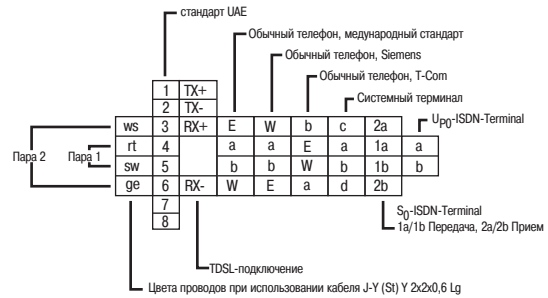 стандарт UAE
Обычный телефон, медународный стандарт
Обычный телефон, Siemens
Обычный телефон, T-Com
Системный терминал
UP0-ISDN-Terminal
1 TX+
2 TX-
ws 3 RX+ E W b c 2a
rt 4 a a E a 1a a
sw 5 b b W b 1b b
ge 6 RX- W E a d 2b
7
8
Пара 2 Пара 1
S0-ISDN-Terminal
1a/1b Передача, 2a/2b Прием
TDSL-подключение
Цвета проводов при использовании кабеля J-Y (St) Y 2x2x0,6 Lg